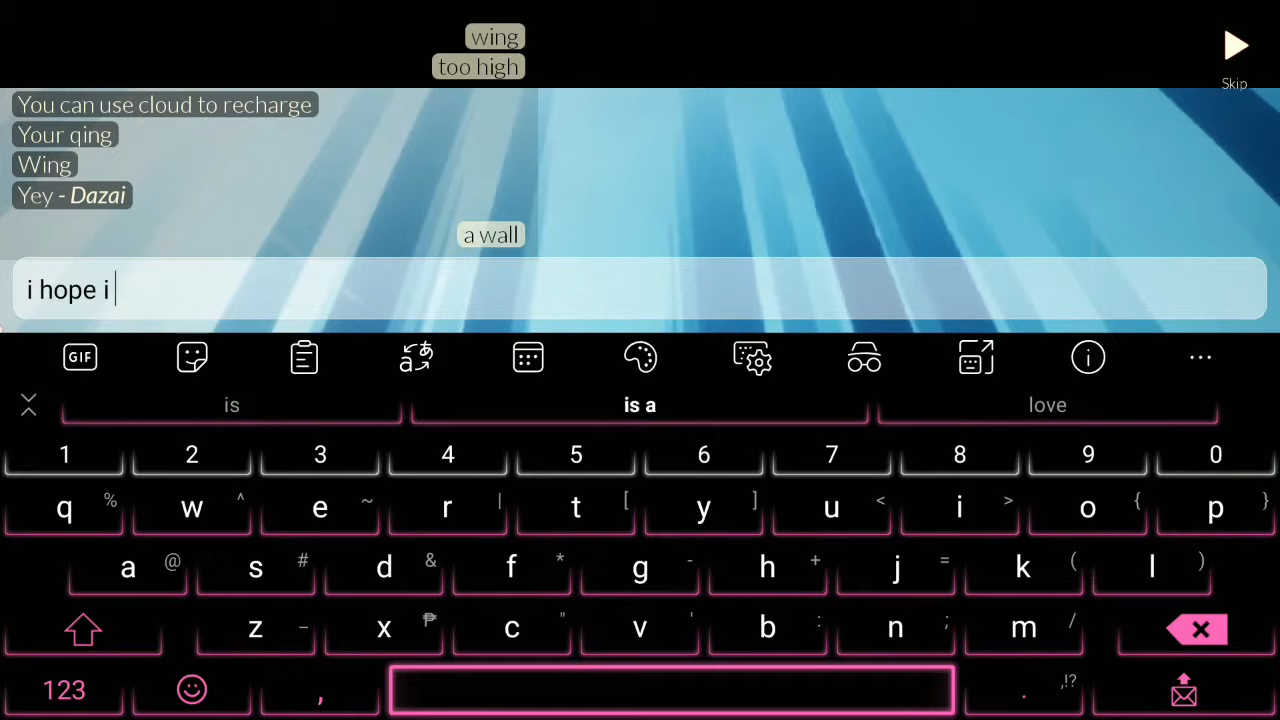 wing
too high
Skip
You can use cloud to recharge
Your qing
Wing
Yey - Dazai
a wall
i hope i
GIF
is is a love
1 2 3 4 5 6 7 8 9 0
q % w ^ e ~ r | t [ y ] u < i > o { p }
a @ s # d & f * g - h + j = k ( l )
z _ x ₱ c " v ' b : n ; m /
123 , . ,!?